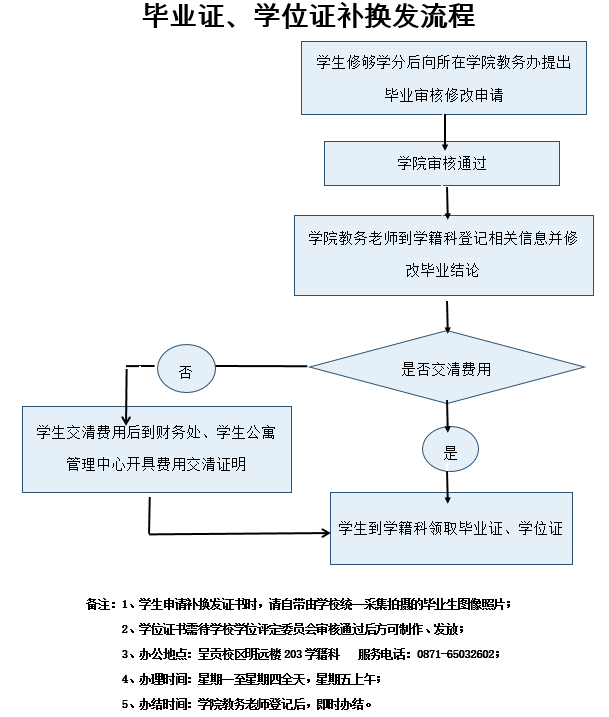 毕业证、学位证补换发流程
学生修够学分后向所在学院教务办提出
毕业审核修改申请
学院审核通过
学院教务老师到学籍科登记相关信息并修
改毕业结论
是否交清费用
否
学生交清费用后到财务处、学生公寓
管理中心开具费用交清证明
是
学生到学籍科领取毕业证、学位证
备注：1、学生申请补换发证书时，请自带由学校统一采集拍摄的毕业生图像照片；
2、学位证书需待学校学位评定委员会审核通过后方可制作、发放；
3、办公地点：呈贡校区明远楼 203 学籍科 服务电话：0871-65032602；
4、办理时间：星期一至星期四全天，星期五上午；
5、办结时间：学院教务老师登记后，即时办结。